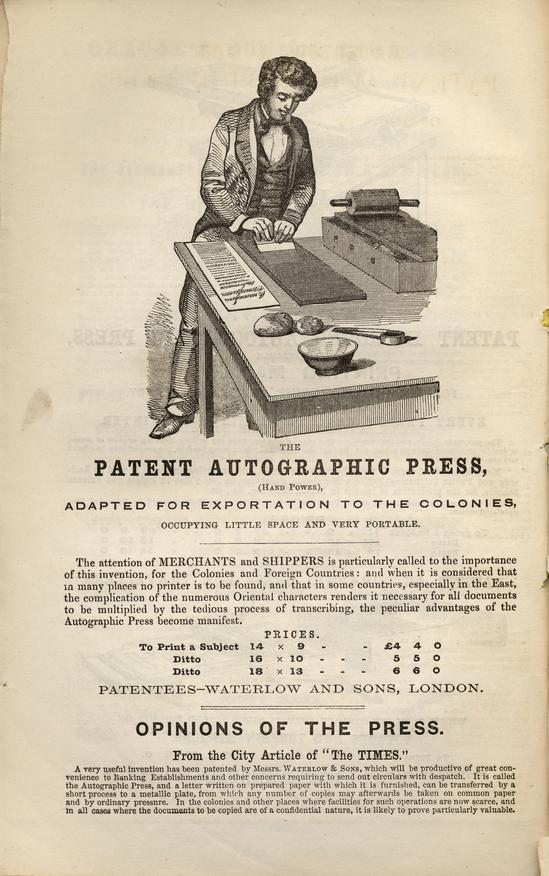 THE
PATENT AUTOGRAPHIC PRESS,
(HAND POWER),
ADAPTED FOR EXPORTATION TO THE COLONIES,
OCCUPYING LITTLE SPACE AND VERY PORTABLE.
The attention of MERCHANTS and SHIPPERS is particularly called to the importance
of this invention, for the Colonies and Foreign Countries: and when it is considered that
in many places no printer is to be found, and that in some countries, especially in the East,
the complication of the numerous Oriental characters renders it necessary for all documents
to be multiplied by the tedious process of transcribing, the peculiar advantages of the
Autographic Press become manifest.
PRICES.
To Print a Subject 14 × 9 - - £4 4 0
Ditto 16 × 10 - - - 5 5 0
Ditto 18 × 13 - - - 6 6 0
PATENTEES—WATERLOW AND SONS, LONDON.
OPINIONS OF THE PRESS.
From the City Article of "The TIMES."
A very useful invention has been patented by Messrs. WATERLOW & SONS, which will be productive of great con-
venience to Banking Establishments and other concerns requiring to send out circulars with despatch. It is called
the Autographic Press, and a letter written on prepared paper with which it is furnished, can be transferred by a
short process to a metallic plate, from which any number of copies may afterwards be taken on common paper
and by ordinary pressure. In the colonies and other places where facilities for such operations are now scarce, and
in all cases where the documents to be copied are of a confidential nature, it is likely to prove particularly valuable.